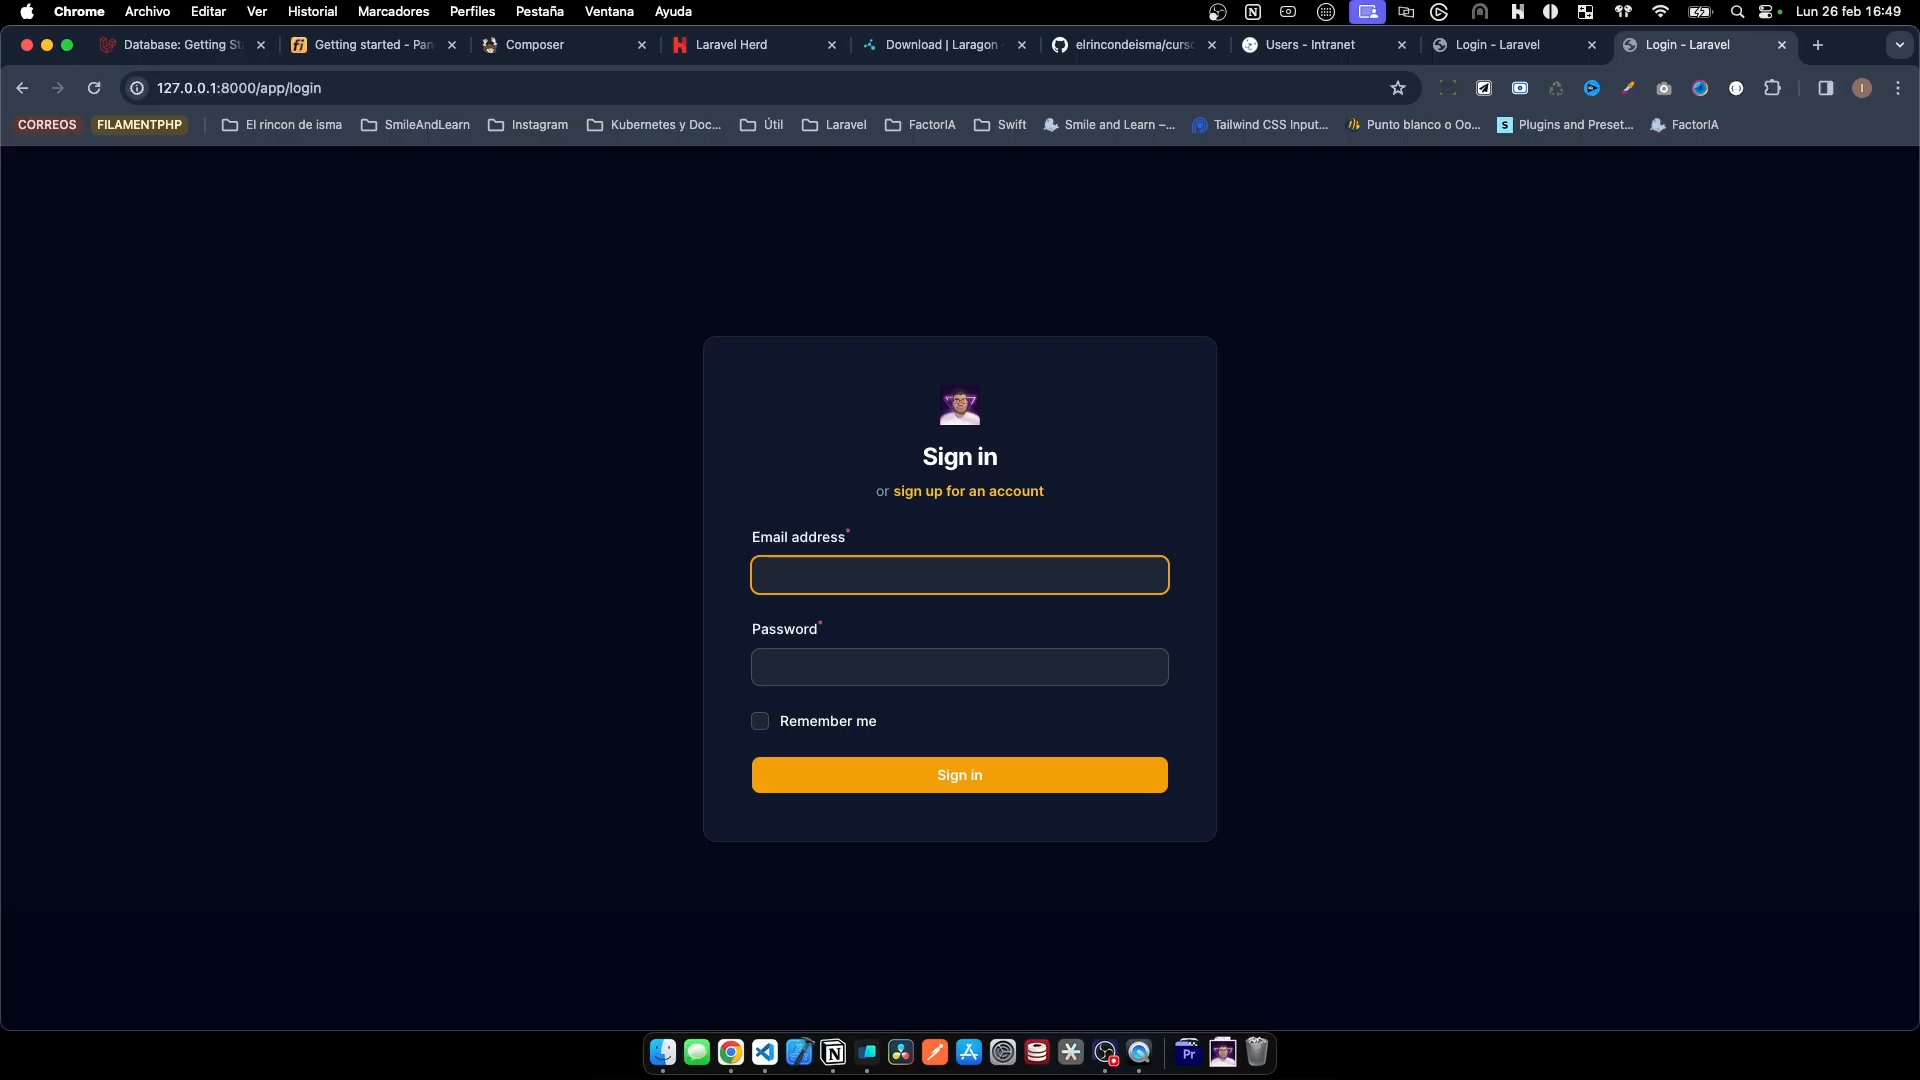 Chrome Archivo Editar Ver Historial Marcadores Perfiles Pestaña Ventana Ayuda Lun 26 feb 16:49
Database: Getting St Getting started - Pan Composer Laravel Herd Download | Laragon elrincondeisma/curs Users - Intranet Login - Laravel Login - Laravel
127.0.0.1:8000/app/login
CORREOS FILAMENTPHP El rincon de isma SmileAndLearn Instagram Kubernetes y Doc... Útil Laravel FactorIA Swift Smile and Learn –... Tailwind CSS Input... Punto blanco o Oo... Plugins and Preset... FactorIA
Sign in
or sign up for an account
Email address*
Password*
Remember me
Sign in
Pr